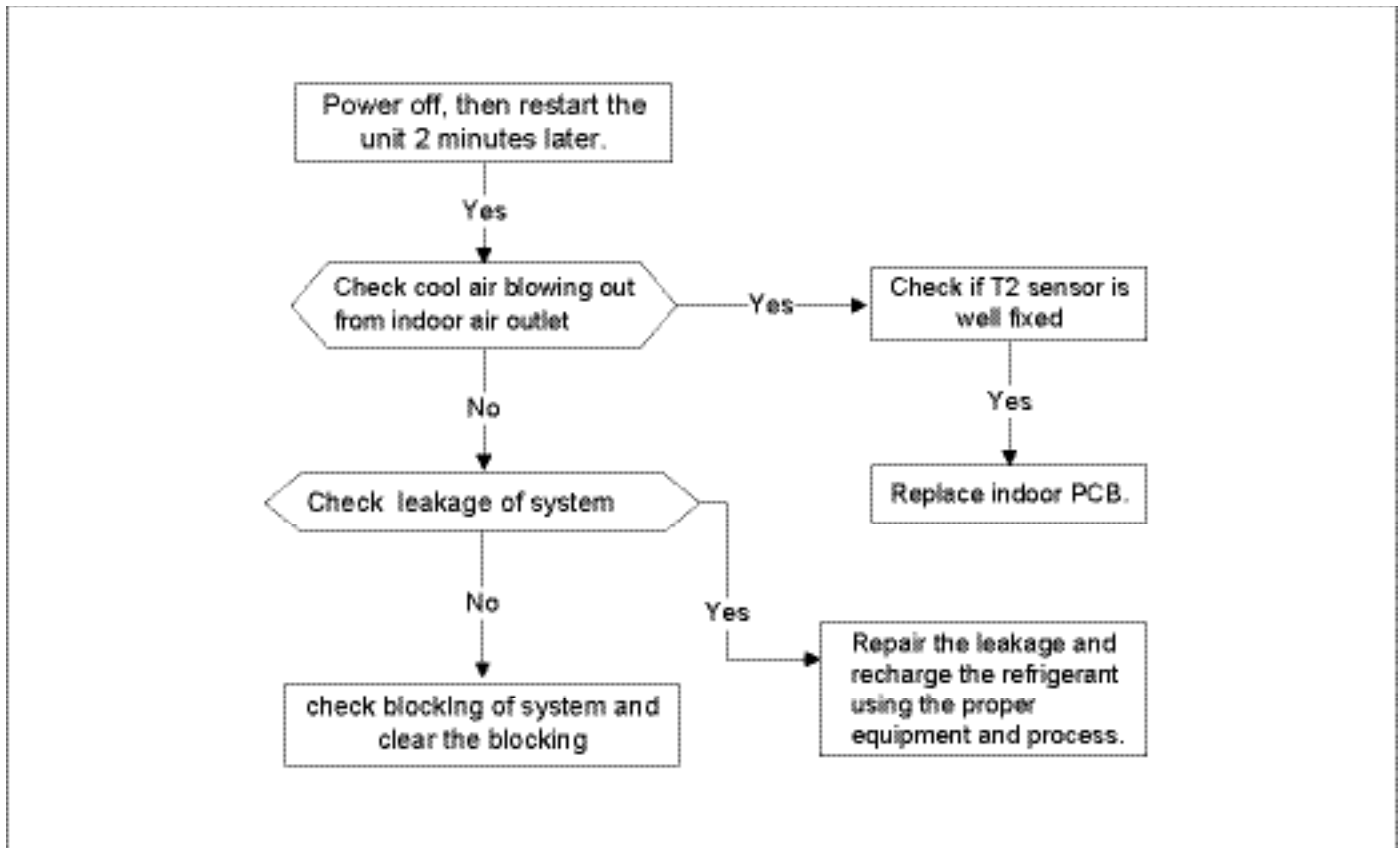 Power off, then restart the
unit 2 minutes later.
Yes
Check cool air blowing out
from indoor air outlet
Yes
Check if T2 sensor is
well fixed
No
Yes
Check leakage of system
Replace indoor PCB.
No
Yes
Repair the leakage and
recharge the refrigerant
using the proper
equipment and process.
check blocking of system and
clear the blocking